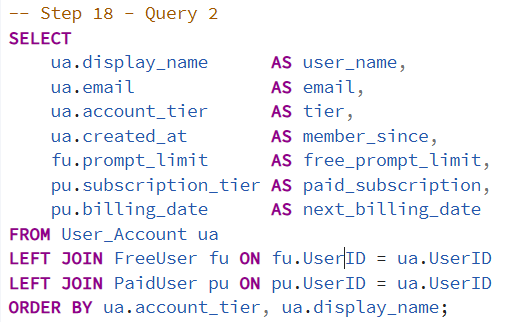 -- Step 18 - Query 2
SELECT
    ua.display_name      AS user_name,
    ua.email             AS email,
    ua.account_tier      AS tier,
    ua.created_at        AS member_since,
    fu.prompt_limit      AS free_prompt_limit,
    pu.subscription_tier AS paid_subscription,
    pu.billing_date      AS next_billing_date
FROM User_Account ua
LEFT JOIN FreeUser fu ON fu.UserID = ua.UserID
LEFT JOIN PaidUser pu ON pu.UserID = ua.UserID
ORDER BY ua.account_tier, ua.display_name;